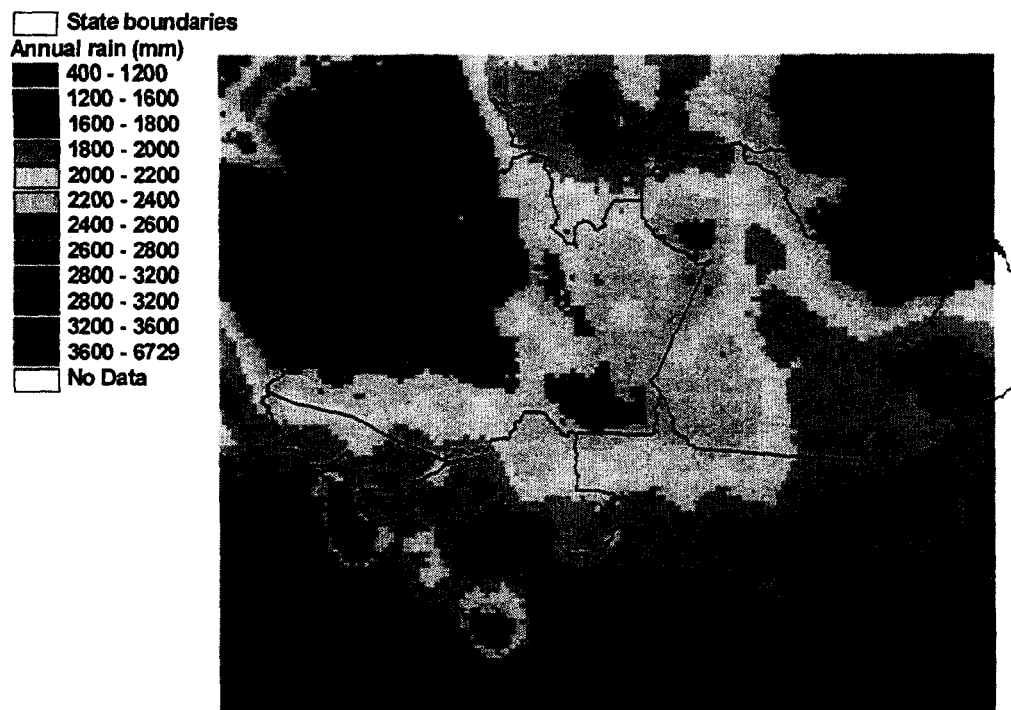 State boundaries
Annual rain (mm)
400 - 1200
1200 - 1600
1600 - 1800
1800 - 2000
2000 - 2200
2200 - 2400
2400 - 2600
2600 - 2800
2800 - 3200
2800 - 3200
3200 - 3600
3600 - 6729
No Data